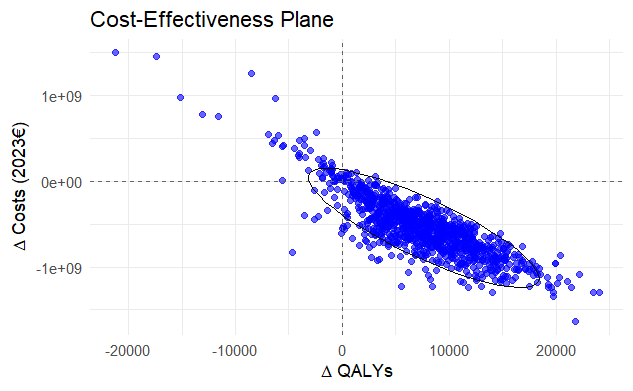 Cost-Effectiveness Plane
1e+09
0e+00
-1e+09
Δ Costs (2023€)
-20000 -10000 0 10000 20000
Δ QALYs